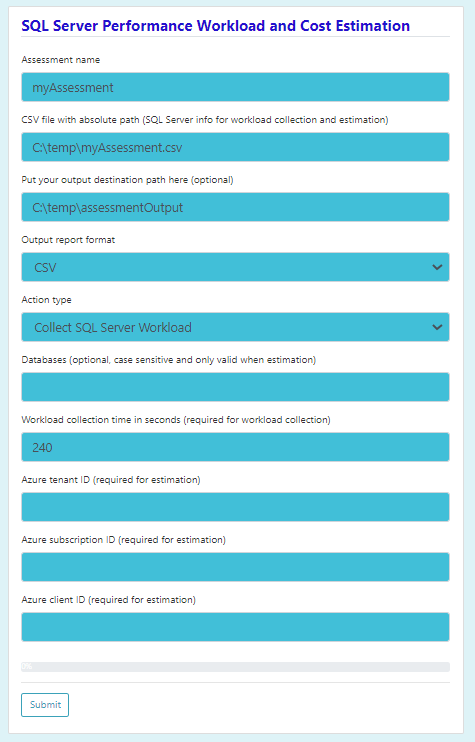 SQL Server Performance Workload and Cost Estimation
Assessment name
myAssessment
CSV file with absolute path (SQL Server info for workload collection and estimation)
C:\temp\myAssessment.csv
Put your output destination path here (optional)
C:\temp\assessmentOutput
Output report format
CSV
Action type
Collect SQL Server Workload
Databases (optional, case sensitive and only valid when estimation)
Workload collection time in seconds (required for workload collection)
240
Azure tenant ID (required for estimation)
Azure subscription ID (required for estimation)
Azure client ID (required for estimation)
0%
Submit